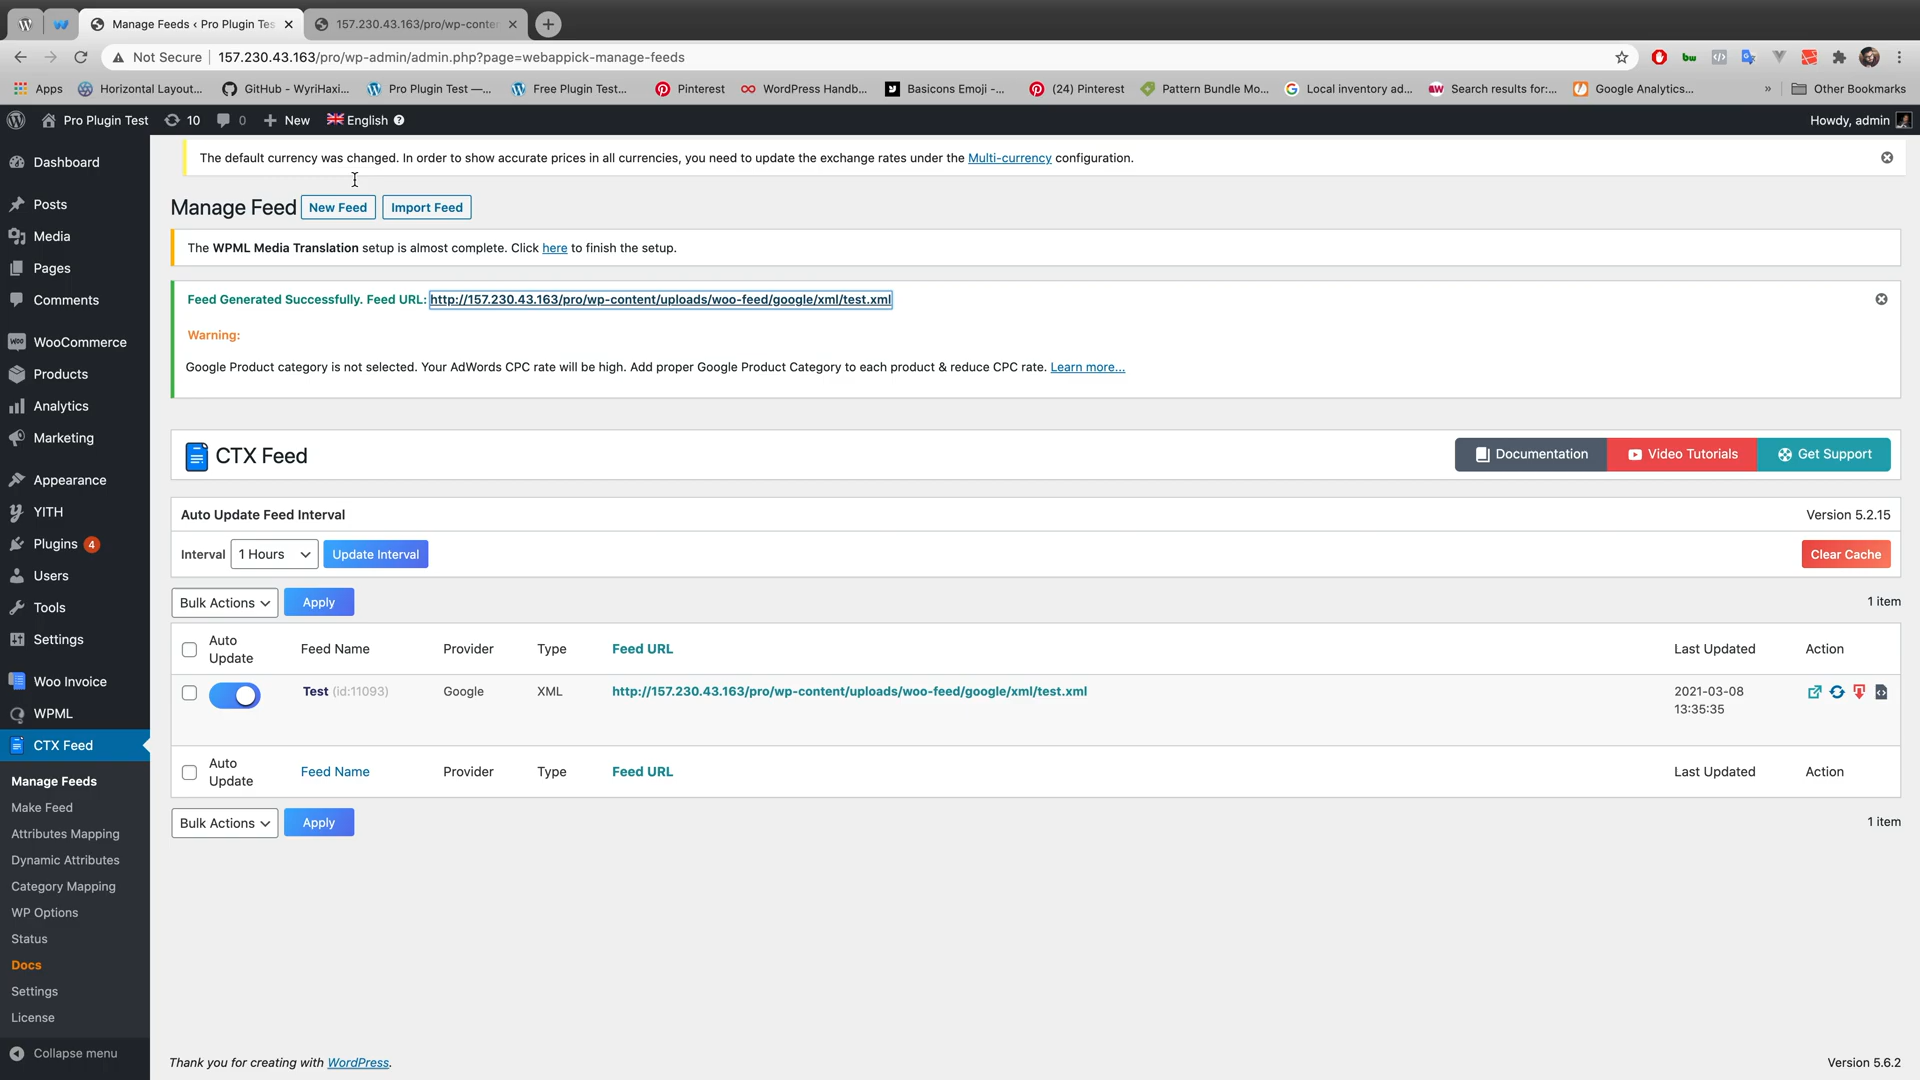 Manage Feeds ‹ Pro Plugin Tes
157.230.43.163/pro/wp-conter
Not Secure
157.230.43.163/pro/wp-admin/admin.php?page=webappick-manage-feeds
Apps
Horizontal Layout...
GitHub - WyriHaxi...
Pro Plugin Test —...
Free Plugin Test...
Pinterest
WordPress Handb...
Basicons Emoji -...
(24) Pinterest
Pattern Bundle Mo...
Local inventory ad...
Search results for:...
Google Analytics...
»
Other Bookmarks
Pro Plugin Test
10
0
New
English
Howdy, admin
Dashboard
Posts
Media
Pages
Comments
WooCommerce
Products
Analytics
Marketing
Appearance
YITH
Plugins 4
Users
Tools
Settings
Woo Invoice
WPML
CTX Feed
Manage Feeds
Make Feed
Attributes Mapping
Dynamic Attributes
Category Mapping
WP Options
Status
Docs
Settings
License
Collapse menu
The default currency was changed. In order to show accurate prices in all currencies, you need to update the exchange rates under the Multi-currency configuration.
Manage Feed
New Feed
Import Feed
The WPML Media Translation setup is almost complete. Click here to finish the setup.
Feed Generated Successfully. Feed URL: http://157.230.43.163/pro/wp-content/uploads/woo-feed/google/xml/test.xml
Warning:
Google Product category is not selected. Your AdWords CPC rate will be high. Add proper Google Product Category to each product & reduce CPC rate. Learn more...
CTX Feed
Documentation
Video Tutorials
Get Support
Auto Update Feed Interval
Version 5.2.15
Interval
1 Hours
Update Interval
Clear Cache
Bulk Actions
Apply
1 item
Auto Update
Feed Name
Provider
Type
Feed URL
Last Updated
Action
Test (id:11093)
Google
XML
http://157.230.43.163/pro/wp-content/uploads/woo-feed/google/xml/test.xml
2021-03-08
13:35:35
Auto Update
Feed Name
Provider
Type
Feed URL
Last Updated
Action
Bulk Actions
Apply
1 item
Thank you for creating with WordPress.
Version 5.6.2